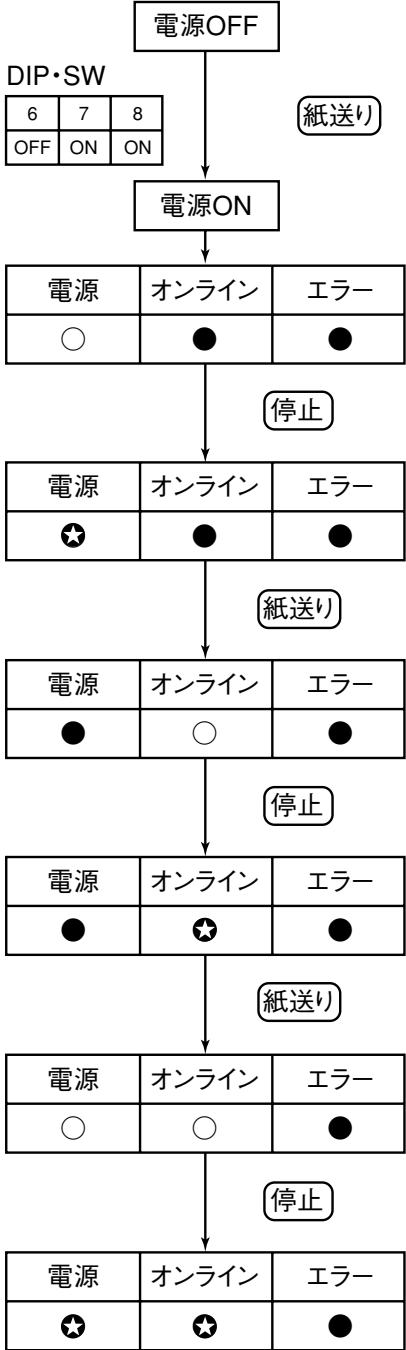 電源OFF
DIP・SW
6 7 8
OFF ON ON
紙送り
電源ON
電源 オンライン エラー
○ ● ●
停止
電源 オンライン エラー
✪ ● ●
紙送り
電源 オンライン エラー
● ○ ●
停止
電源 オンライン エラー
● ✪ ●
紙送り
電源 オンライン エラー
○ ○ ●
停止
電源 オンライン エラー
✪ ✪ ●